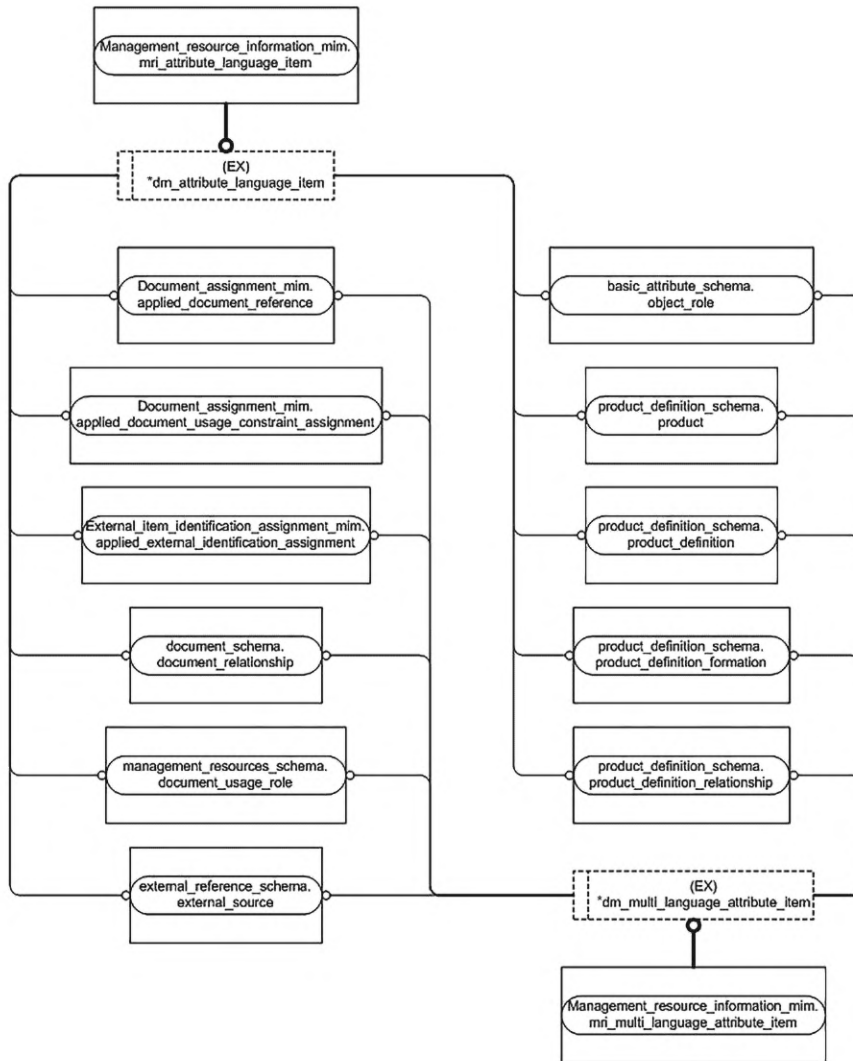 Management_resource_information_mim.
mri_attribute_language_item
(EX)
*dm_attribute_language_item
Document_assignment_mim.
applied_document_reference
basic_attribute_schema.
object_role
Document_assignment_mim.
applied_document_usage_constraint_assignment
product_definition_schema.
product
External_item_identification_assignment_mim.
applied_external_identification_assignment
product_definition_schema.
product_definition
document_schema.
document_relationship
product_definition_schema.
product_definition_formation
management_resources_schema.
document_usage_role
product_definition_schema.
product_definition_relationship
external_reference_schema.
external_source
(EX)
*dm_multi_language_attribute_item
Management_resource_information_mim.
mri_multi_language_attribute_item